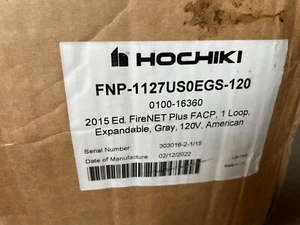 HOCHIKI
FNP-1127US0EGS-120
0100-16360
2015 Ed. FireNET Plus FACP, 1 Loop,
Expandable, Gray, 120V, American
Serial Number: 303016-2-1/15
Date of Manufacture: 02/12/2022